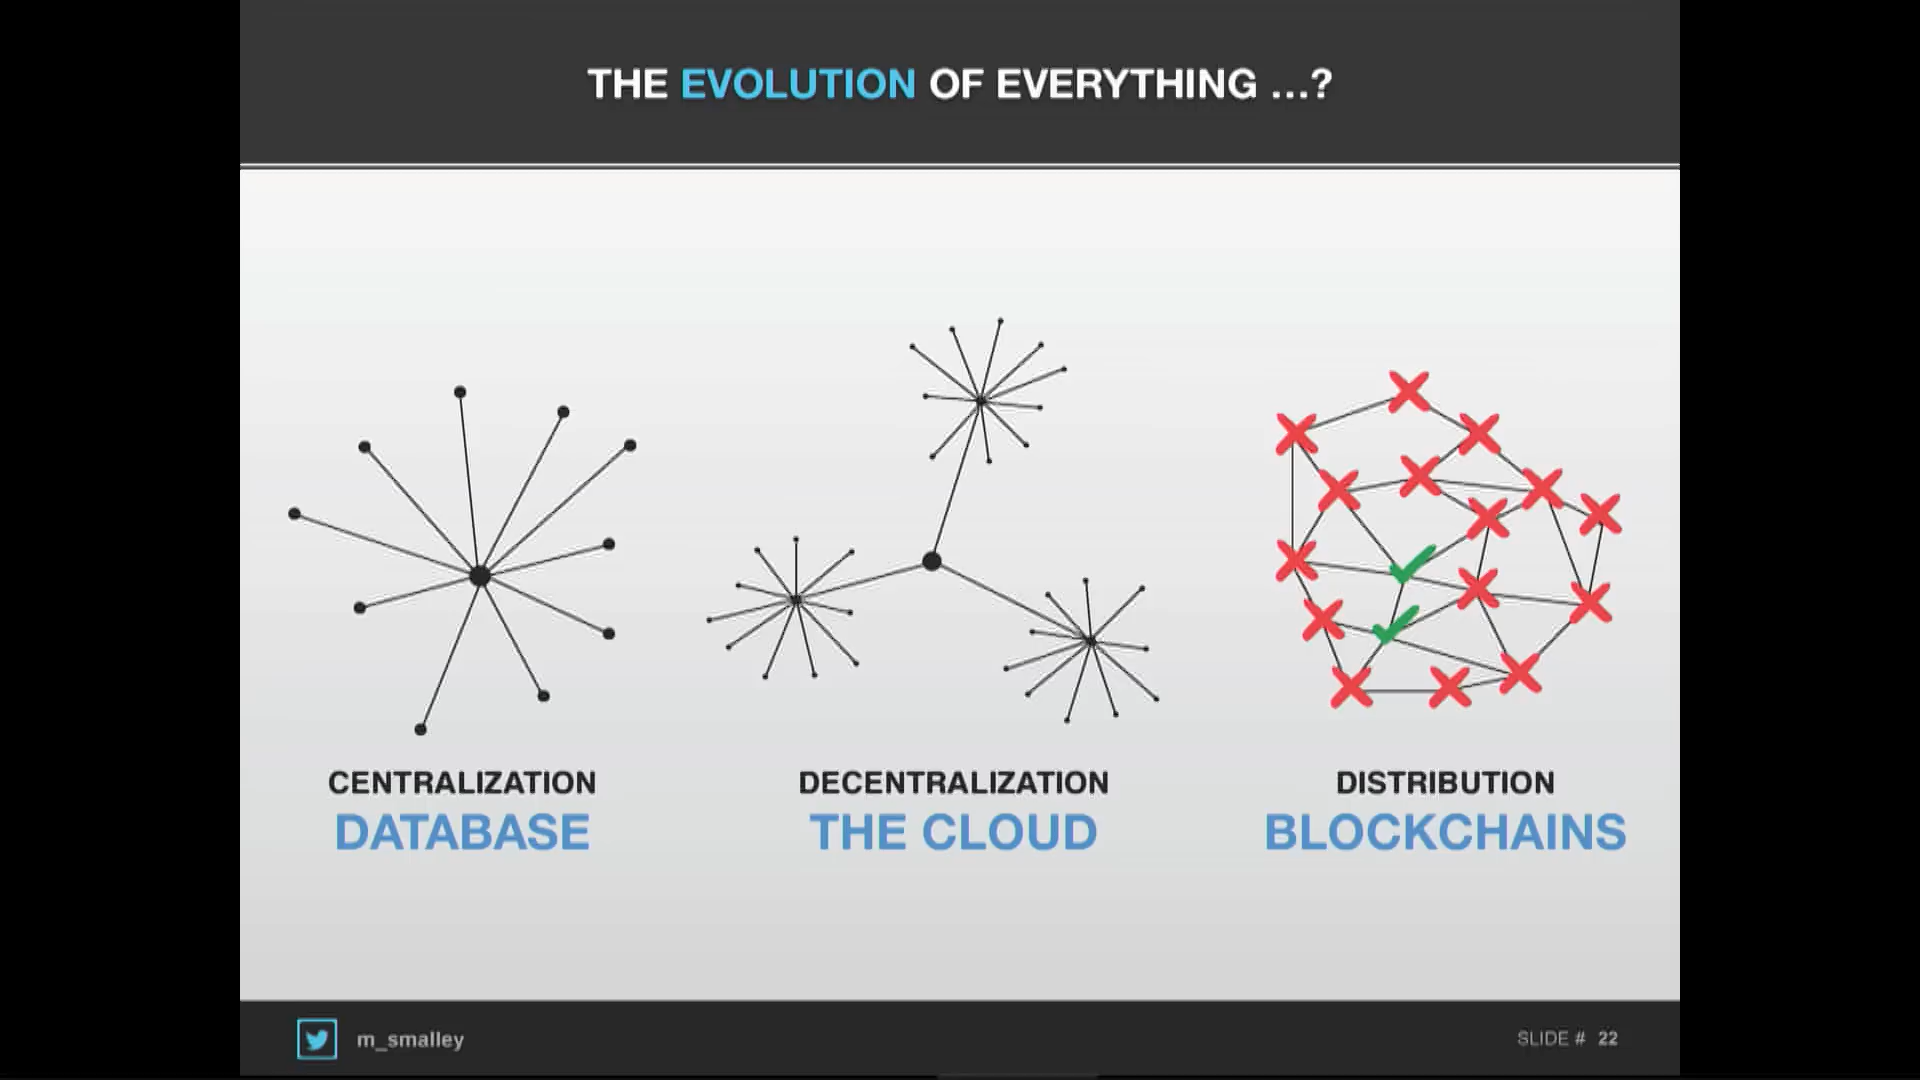 THE EVOLUTION OF EVERYTHING ...?
CENTRALIZATION
DATABASE
DECENTRALIZATION
THE CLOUD
DISTRIBUTION
BLOCKCHAINS
m_smalley
SLIDE # 22